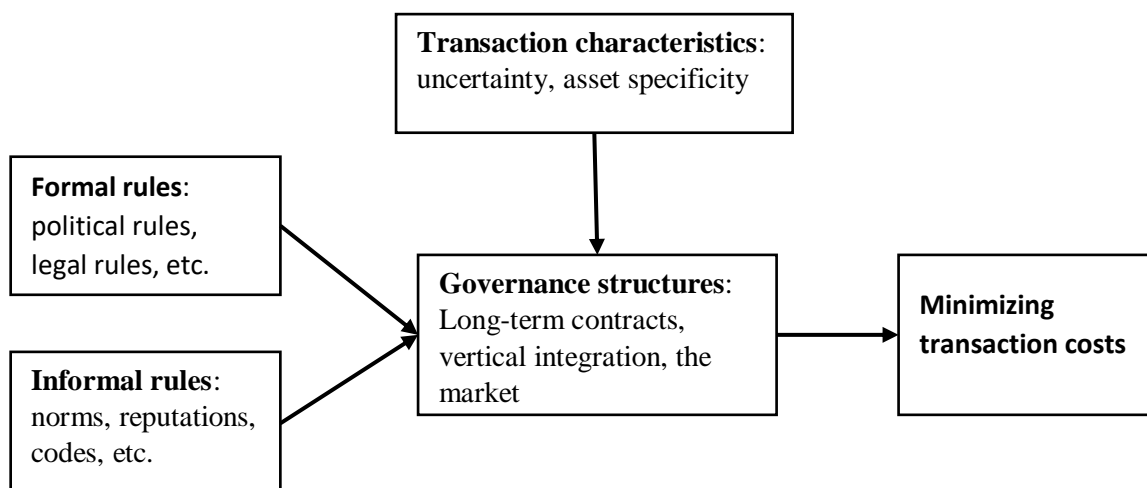 Transaction characteristics:
uncertainty, asset specificity
Formal rules:
political rules,
legal rules, etc.
Governance structures:
Long-term contracts,
vertical integration, the
market
Minimizing
transaction costs
Informal rules:
norms, reputations,
codes, etc.